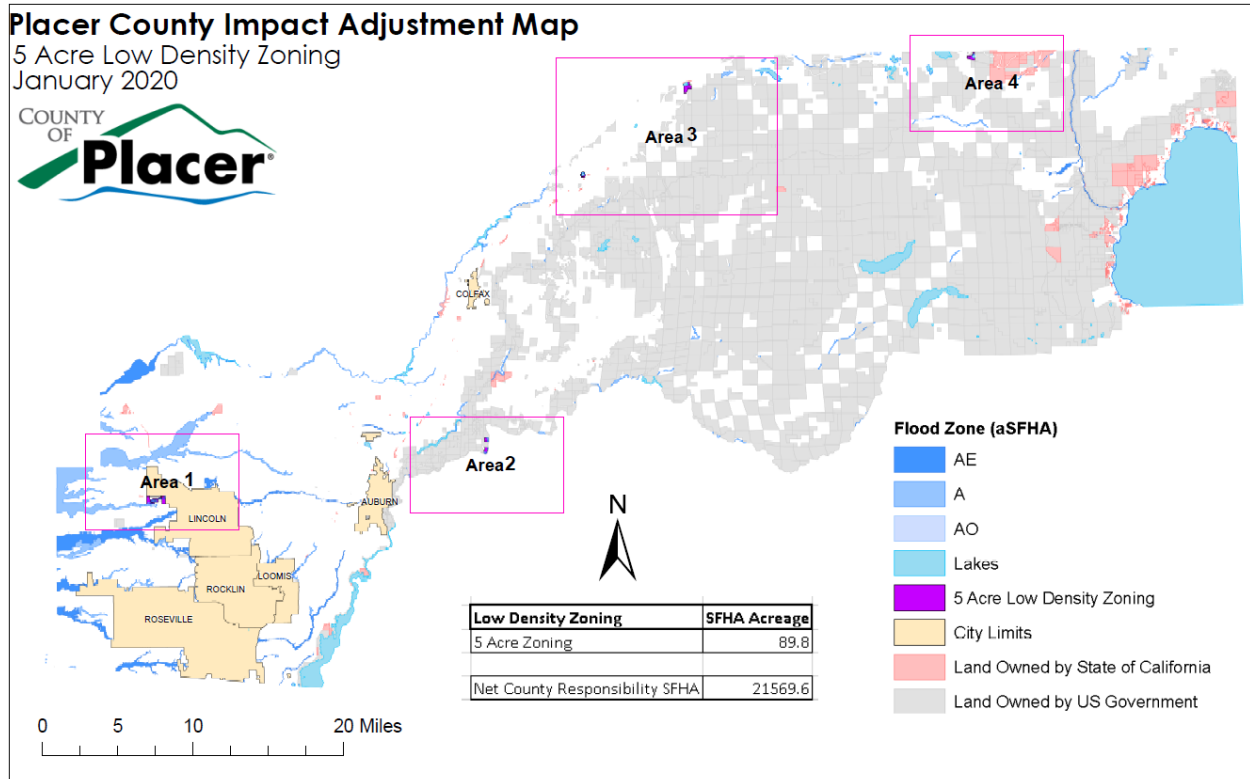 Placer County Impact Adjustment Map
5 Acre Low Density Zoning
January 2020
COUNTY
OF
Placer®
Area 1
Area 2
Area 3
Area 4
COLFAX
AUBURN
LINCOLN
LOOMIS
ROCKLIN
ROSEVILLE
N
Low Density Zoning SFHA Acreage
5 Acre Zoning 89.8
Net County Responsibility SFHA 21569.6
Flood Zone (aSFHA)
AE
A
AO
Lakes
5 Acre Low Density Zoning
City Limits
Land Owned by State of California
Land Owned by US Government
0 5 10 20 Miles